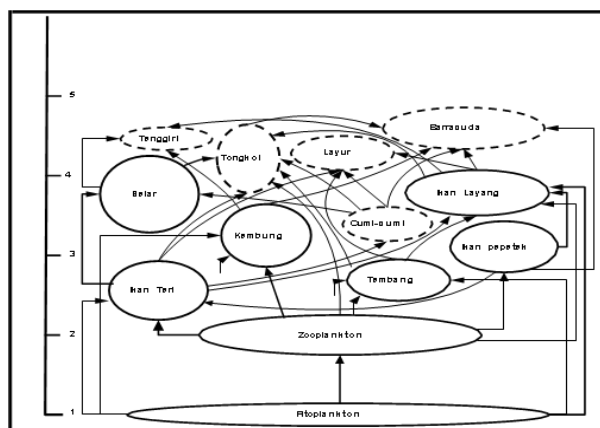 5
Barracuda
Tenggiri
Tongkol
Layur
4
Selar
Ikan Layang
Cumi-cumi
Kembung
Ikan pepetek
3
Ikan Teri
Tembang
2
Zooplankton
1
Fitoplankton